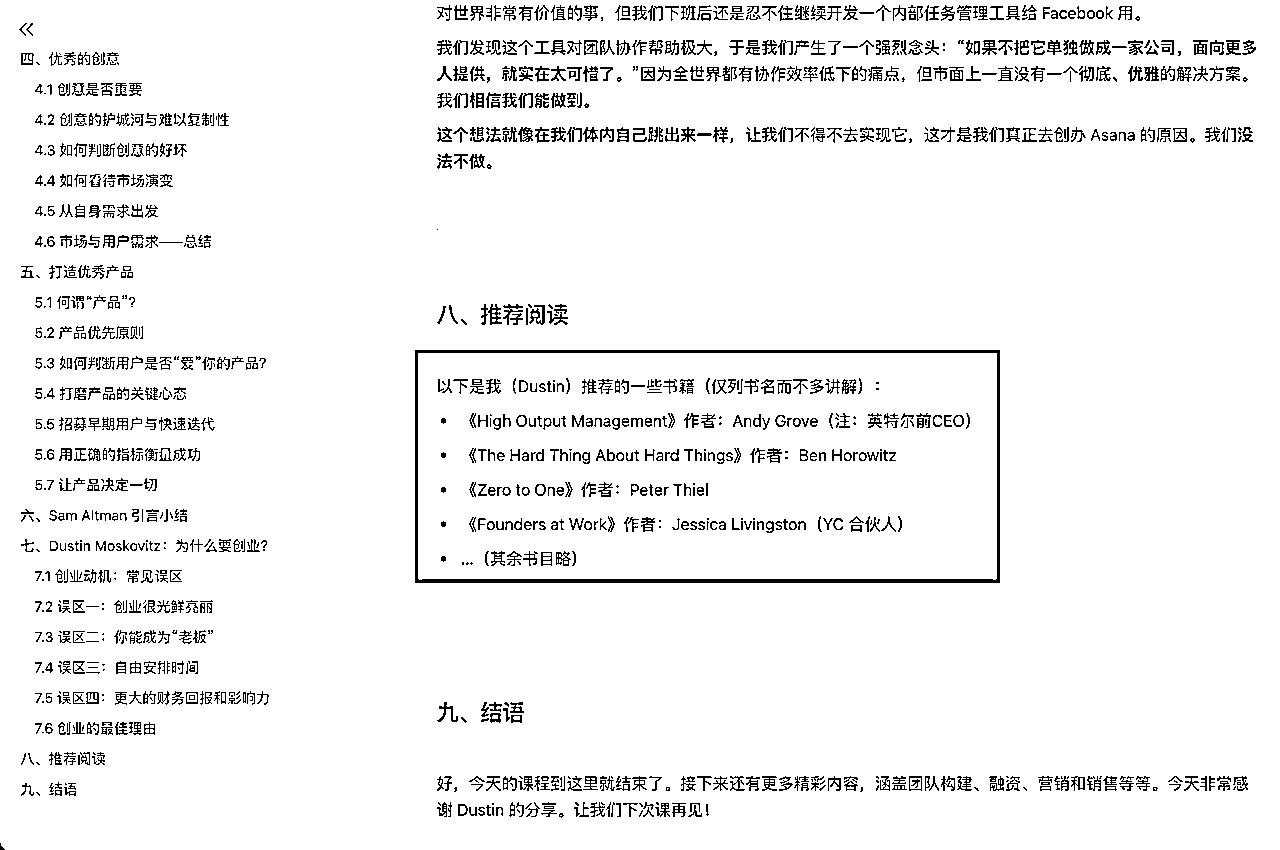 四、优秀的创意
4.1 创意是否重要
4.2 创意的护城河与难以复制性
4.3 如何判断创意的好坏
4.4 如何看待市场演变
4.5 从自身需求出发
4.6 市场与用户需求——总结
五、打造优秀产品
5.1 何谓“产品”？
5.2 产品优先原则
5.3 如何判断用户是否“爱”你的产品？
5.4 打磨产品的关键心态
5.5 招募早期用户与快速迭代
5.6 用正确的指标衡量成功
5.7 让产品决定一切
六、Sam Altman 引言小结
七、Dustin Moskovitz：为什么要创业？
7.1 创业动机：常见误区
7.2 误区一：创业很光鲜亮丽
7.3 误区二：你能成为“老板”
7.4 误区三：自由安排时间
7.5 误区四：更大的财务回报和影响力
7.6 创业的最佳理由
八、推荐阅读
九、结语
对世界非常有价值的事，但我们下班后还是忍不住继续开发一个内部任务管理工具给 Facebook 用。
我们发现这个工具对团队协作帮助极大，于是我们产生了一个强烈念头：“如果不把它单独做成一家公司，面向更多
人提供，就实在太可惜了。”因为全世界都有协作效率低下的痛点，但市面上一直没有一个彻底、优雅的解决方案。
我们相信我们能做到。
这个想法就像在我们体内自己跳出来一样，让我们不得不去实现它，这才是我们真正去创办 Asana 的原因。我们没
法不做。
八、推荐阅读
以下是我（Dustin）推荐的一些书籍（仅列书名而不多讲解）：
• 《High Output Management》作者：Andy Grove（注：英特尔前CEO）
• 《The Hard Thing About Hard Things》作者：Ben Horowitz
• 《Zero to One》作者：Peter Thiel
• 《Founders at Work》作者：Jessica Livingston（YC 合伙人）
• ...（其余书目略）
九、结语
好，今天的课程到这里就结束了。接下来还有更多精彩内容，涵盖团队构建、融资、营销和销售等等。今天非常感
谢 Dustin 的分享。让我们下次课再见！